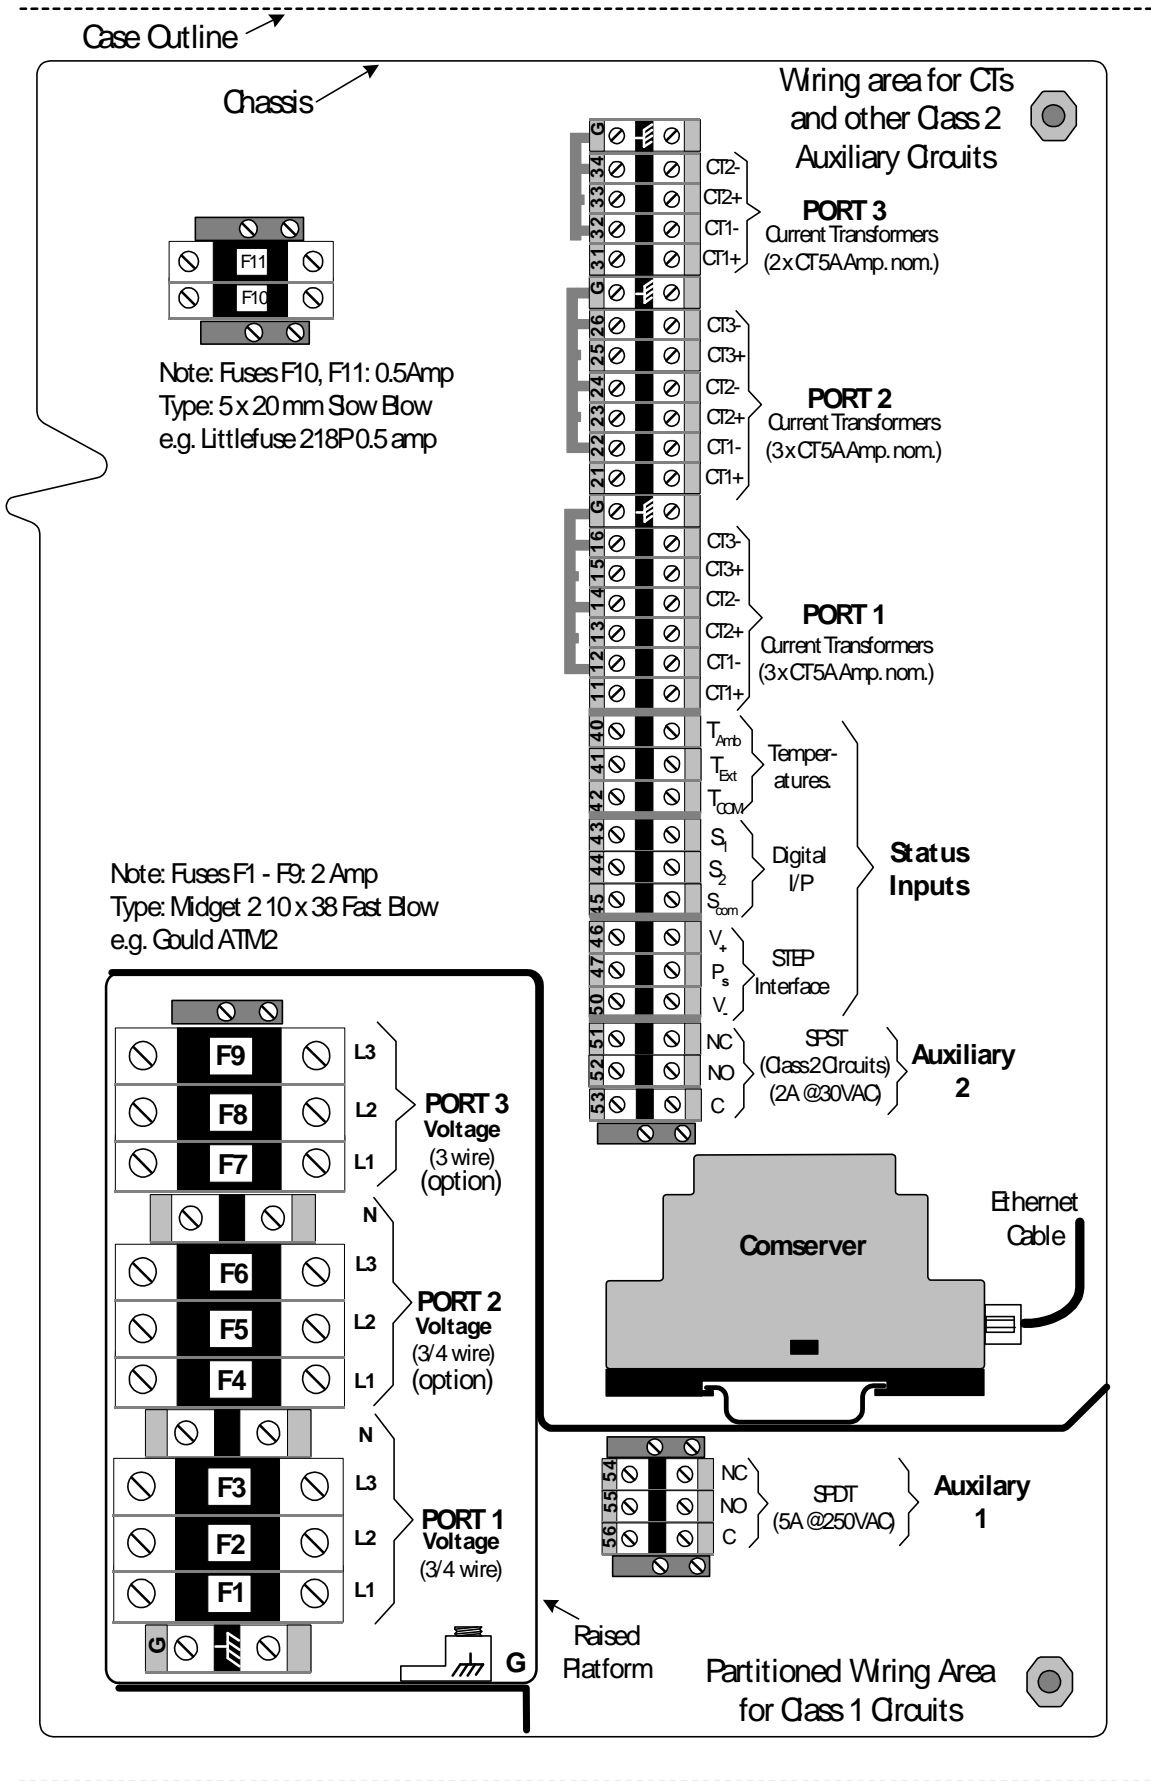 Case Outline
Chassis
Wiring area for CTs
and other Class 2
Auxiliary Circuits
F11
F10
Note: Fuses F10, F11: 0.5Amp
Type: 5 x 20 mm Slow Blow
e.g. Littlefuse 218P 0.5 amp
G
34 CT2-
33 CT2+
32 CT1-
31 CT1+
PORT 3
Current Transformers
(2 x CT5A Amp. nom.)
G
26 CT3-
25 CT3+
24 CT2-
23 CT2+
22 CT1-
21 CT1+
PORT 2
Current Transformers
(3 x CT5A Amp. nom.)
G
16 CT3-
15 CT3+
14 CT2-
13 CT2+
12 CT1-
11 CT1+
PORT 1
Current Transformers
(3 x CT5A Amp. nom.)
40 TAmb
41 TExt
42 TCOM
Temper-
atures.
43 S1
44 S2
45 Scom
Digital
I/P
46 V+
47 Ps
50 V-
STEP
Interface
Status
Inputs
51 NC
52 NO
53 C
SPST
(Class 2 Circuits)
(2A @30VAC)
Auxiliary
2
Note: Fuses F1 - F9: 2 Amp
Type: Midget 2 10 x 38 Fast Blow
e.g. Gould ATM2
F9 L3
F8 L2
F7 L1
PORT 3
Voltage
(3 wire)
(option)
N
F6 L3
F5 L2
F4 L1
PORT 2
Voltage
(3/4 wire)
(option)
N
F3 L3
F2 L2
F1 L1
PORT 1
Voltage
(3/4 wire)
G
G
Comserver
Ethernet
Cable
54 NC
55 NO
56 C
SPDT
(5A @250VAC)
Auxilary
1
Raised
Platform
Partitioned Wiring Area
for Class 1 Circuits